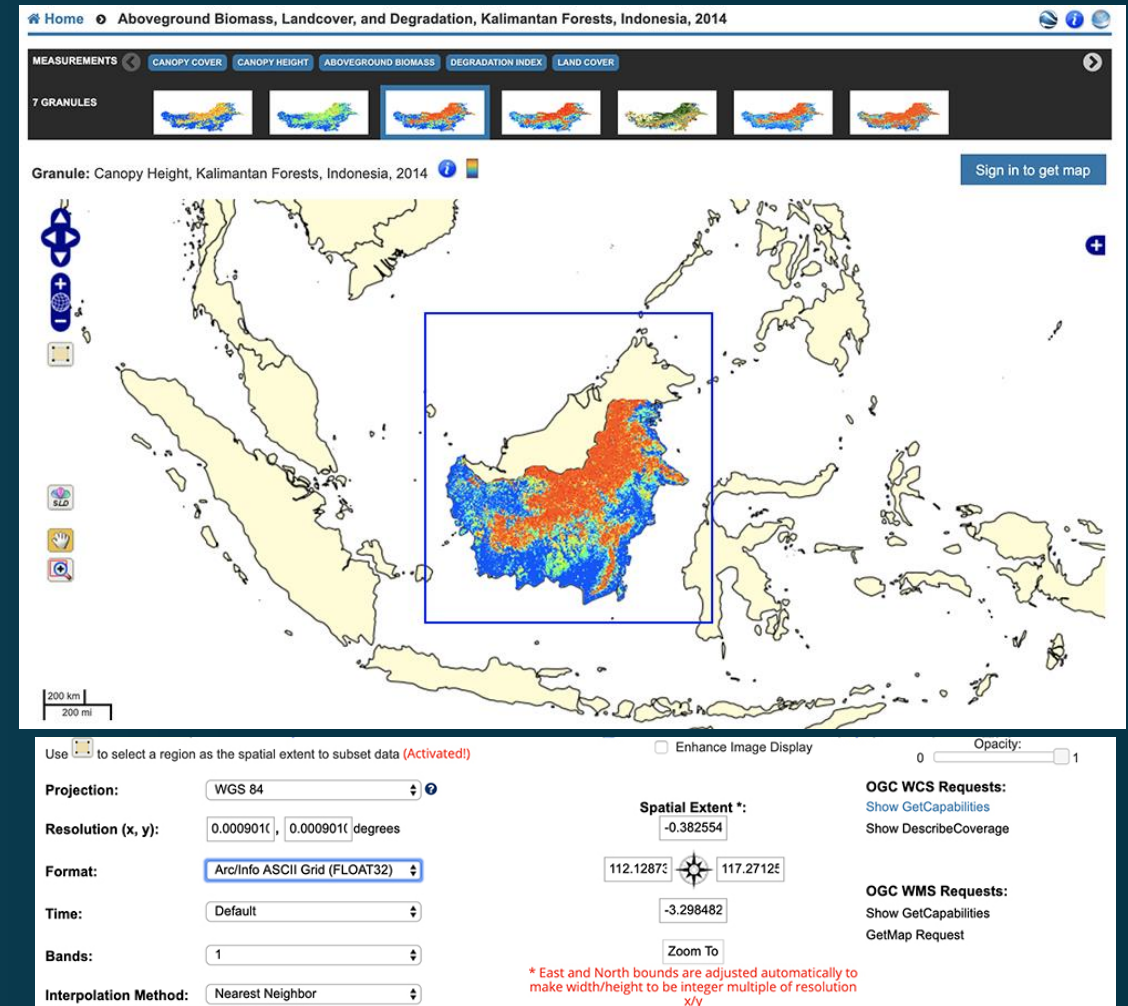 Home Aboveground Biomass, Landcover, and Degradation, Kalimantan Forests, Indonesia, 2014
MEASUREMENTS CANOPY COVER CANOPY HEIGHT ABOVEGROUND BIOMASS DEGRADATION INDEX LAND COVER
7 GRANULES
Granule: Canopy Height, Kalimantan Forests, Indonesia, 2014
Sign in to get map
SLD
200 km
200 mi
Use to select a region as the spatial extent to subset data (Activated!)
Enhance Image Display
Opacity:
0 1
Projection: WGS 84
Resolution (x, y): 0.0009010 , 0.0009010 degrees
Format: Arc/Info ASCII Grid (FLOAT32)
Time: Default
Bands: 1
Interpolation Method: Nearest Neighbor
Spatial Extent *:
-0.382554
112.12873 117.27125
-3.298482
Zoom To
* East and North bounds are adjusted automatically to
make width/height to be integer multiple of resolution
x/y
OGC WCS Requests:
Show GetCapabilities
Show DescribeCoverage
OGC WMS Requests:
Show GetCapabilities
GetMap Request